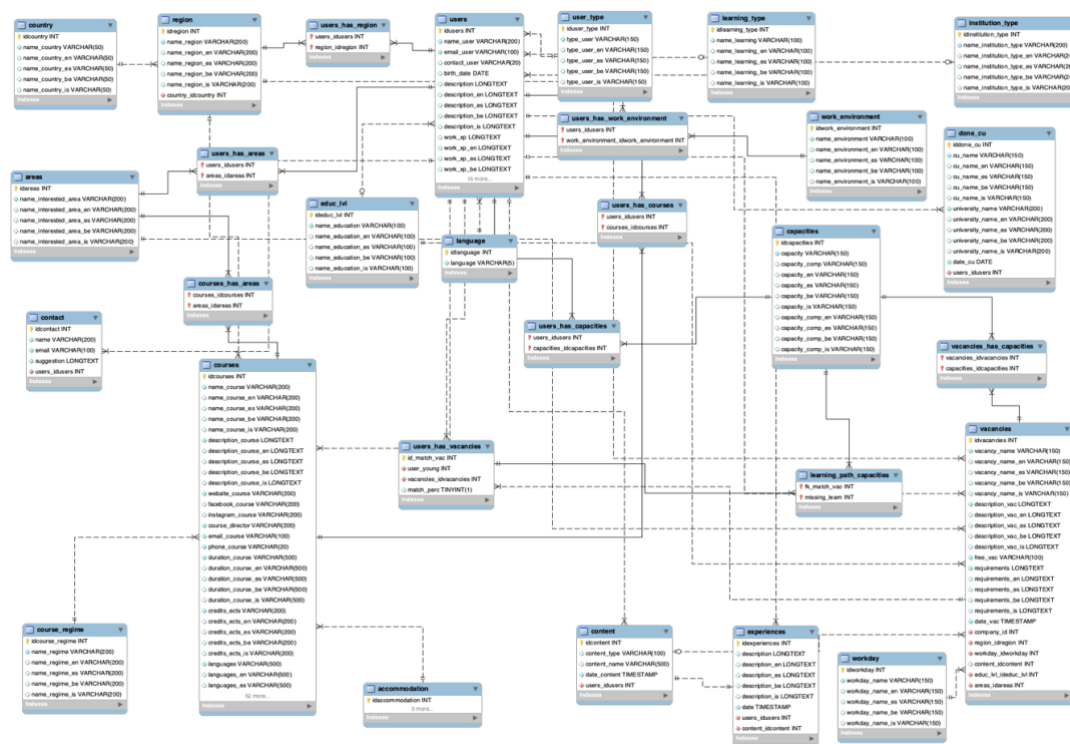 country
idcountry INT
name_country VARCHAR(50)
name_country_en VARCHAR(50)
name_country_es VARCHAR(50)
name_country_be VARCHAR(50)
name_country_is VARCHAR(50)
Indexes
region
idregion INT
name_region VARCHAR(200)
name_region_en VARCHAR(200)
name_region_es VARCHAR(200)
name_region_be VARCHAR(200)
name_region_is VARCHAR(200)
country_idcountry INT
Indexes
users_has_region
users_idusers INT
region_idregion INT
Indexes
users
idusers INT
name_user VARCHAR(200)
email_user VARCHAR(100)
contact_user VARCHAR(20)
birth_date DATE
description LONGTEXT
description_en LONGTEXT
description_es LONGTEXT
description_be LONGTEXT
description_is LONGTEXT
work_xp LONGTEXT
work_xp_en LONGTEXT
work_xp_es LONGTEXT
work_xp_be LONGTEXT
Indexes
user_type
iduser_type INT
type_user VARCHAR(150)
type_user_en VARCHAR(150)
type_user_es VARCHAR(150)
type_user_be VARCHAR(150)
type_user_is VARCHAR(150)
Indexes
learning_type
idlearning_type INT
name_learning VARCHAR(100)
name_learning_en VARCHAR(100)
name_learning_es VARCHAR(100)
name_learning_be VARCHAR(100)
name_learning_is VARCHAR(100)
Indexes
institution_type
idinstitution_type INT
name_institution_type VARCHAR(200)
Indexes
users_has_work_environment
users_idusers INT
work_environment_idwork_environment INT
Indexes
work_environment
idwork_environment INT
name_environment VARCHAR(100)
name_environment_en VARCHAR(100)
name_environment_es VARCHAR(100)
name_environment_be VARCHAR(100)
name_environment_is VARCHAR(100)
Indexes
done_cu
iddone_cu INT
cu_name VARCHAR(150)
cu_name_en VARCHAR(150)
cu_name_es VARCHAR(150)
cu_name_be VARCHAR(150)
cu_name_is VARCHAR(150)
university_name VARCHAR(200)
university_name_en VARCHAR(200)
university_name_es VARCHAR(200)
university_name_be VARCHAR(200)
university_name_is VARCHAR(200)
date_cu DATE
users_idusers INT
Indexes
users_has_areas
users_idusers INT
areas_idareas INT
Indexes
areas
idareas INT
name_interested_area VARCHAR(200)
name_interested_area_en VARCHAR(200)
name_interested_area_es VARCHAR(200)
name_interested_area_be VARCHAR(200)
name_interested_area_is VARCHAR(200)
Indexes
educ_lvl
ideduc_lvl INT
name_education VARCHAR(100)
name_education_en VARCHAR(100)
name_education_es VARCHAR(100)
name_education_be VARCHAR(100)
name_education_is VARCHAR(100)
Indexes
language
idlanguage INT
language VARCHAR(5)
Indexes
users_has_courses
users_idusers INT
courses_idcourses INT
Indexes
capacities
idcapacities INT
capacity VARCHAR(150)
capacity_comp VARCHAR(150)
capacity_en VARCHAR(150)
capacity_es VARCHAR(150)
capacity_be VARCHAR(150)
capacity_is VARCHAR(150)
capacity_comp_en VARCHAR(150)
capacity_comp_es VARCHAR(150)
capacity_comp_be VARCHAR(150)
capacity_comp_is VARCHAR(150)
Indexes
courses_has_areas
courses_idcourses INT
areas_idareas INT
Indexes
contact
idcontact INT
name VARCHAR(200)
email VARCHAR(100)
suggestion LONGTEXT
users_idusers INT
Indexes
users_has_capacities
users_idusers INT
capacities_idcapacities INT
Indexes
vacancies_has_capacities
vacancies_idvacancies INT
capacities_idcapacities INT
Indexes
courses
idcourses INT
name_course VARCHAR(200)
name_course_en VARCHAR(200)
name_course_es VARCHAR(200)
name_course_be VARCHAR(200)
name_course_is VARCHAR(200)
description_course LONGTEXT
description_course_en LONGTEXT
description_course_es LONGTEXT
description_course_be LONGTEXT
description_course_is LONGTEXT
website_course VARCHAR(200)
facebook_course VARCHAR(200)
instagram_course VARCHAR(200)
course_director VARCHAR(200)
email_course VARCHAR(100)
phone_course VARCHAR(20)
duration_course VARCHAR(500)
duration_course_en VARCHAR(500)
duration_course_es VARCHAR(500)
duration_course_be VARCHAR(500)
duration_course_is VARCHAR(500)
credits_ects VARCHAR(200)
credits_ects_en VARCHAR(200)
credits_ects_es VARCHAR(200)
credits_ects_be VARCHAR(200)
credits_ects_is VARCHAR(200)
languages VARCHAR(500)
languages_en VARCHAR(500)
languages_es VARCHAR(500)
52 more...
Indexes
users_has_vacancies
id_match_vac INT
user_young INT
vacancies_idvacancies INT
match_perc TINYINT(1)
Indexes
learning_path_capacities
fk_match_vac INT
missing_learn INT
Indexes
vacancies
idvacancies INT
vacancy_name VARCHAR(150)
vacancy_name_en VARCHAR(150)
vacancy_name_es VARCHAR(150)
vacancy_name_be VARCHAR(150)
vacancy_name_is VARCHAR(150)
description_vac LONGTEXT
description_vac_en LONGTEXT
description_vac_es LONGTEXT
description_vac_be LONGTEXT
description_vac_is LONGTEXT
free_vac VARCHAR(100)
requirements LONGTEXT
requirements_en LONGTEXT
requirements_es LONGTEXT
requirements_be LONGTEXT
requirements_is LONGTEXT
date_vac TIMESTAMP
company_id INT
region_idregion INT
workday_idworkday INT
content_idcontent INT
educ_lvl_ideduc_lvl INT
areas_idareas INT
Indexes
course_regime
idcourse_regime INT
name_regime VARCHAR(200)
name_regime_en VARCHAR(200)
name_regime_es VARCHAR(200)
name_regime_be VARCHAR(200)
name_regime_is VARCHAR(200)
Indexes
accommodation
idaccommodation INT
Indexes
content
idcontent INT
content_type VARCHAR(100)
content_name VARCHAR(500)
date_content TIMESTAMP
users_idusers INT
Indexes
experiences
idexperiences INT
description LONGTEXT
description_en LONGTEXT
description_es LONGTEXT
description_be LONGTEXT
description_is LONGTEXT
date TIMESTAMP
users_idusers INT
content_idcontent INT
Indexes
workday
idworkday INT
workday_name VARCHAR(150)
workday_name_en VARCHAR(150)
workday_name_es VARCHAR(150)
workday_name_be VARCHAR(150)
workday_name_is VARCHAR(150)
Indexes